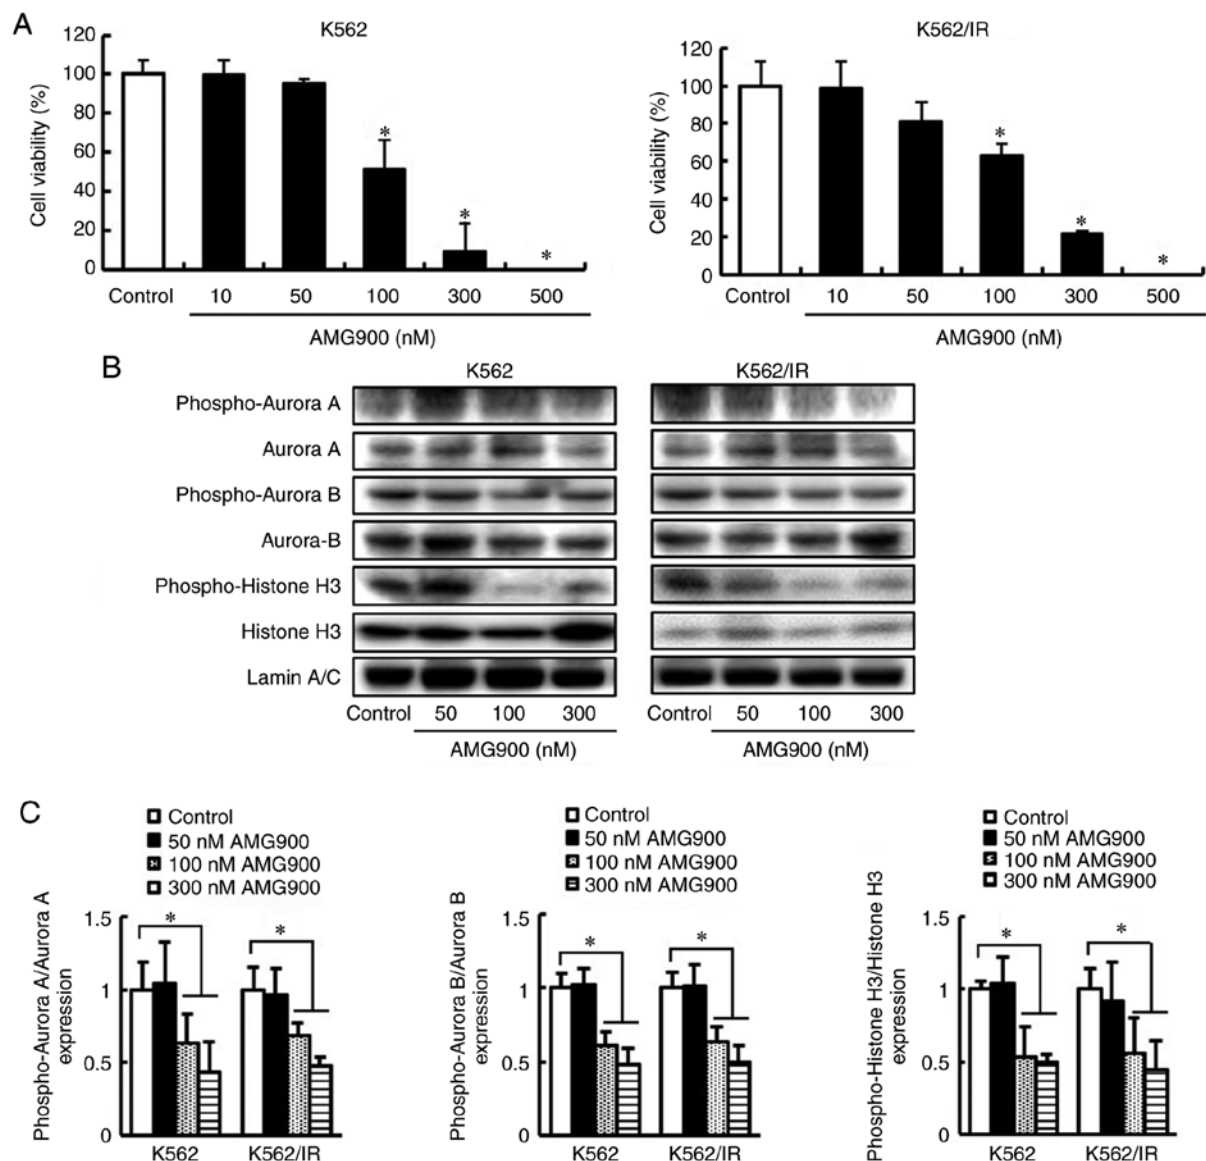 A
K562
K562/IR
Cell viability (%)
120
100
80
60
40
20
0
*
*
*
Control
10
50
100
300
500
AMG900 (nM)
Cell viability (%)
120
100
80
60
40
20
0
*
*
*
Control
10
50
100
300
500
AMG900 (nM)
B
K562
K562/IR
Phospho-Aurora A
Aurora A
Phospho-Aurora B
Aurora-B
Phospho-Histone H3
Histone H3
Lamin A/C
Control 50 100 300
AMG900 (nM)
Control 50 100 300
AMG900 (nM)
C
Control
50 nM AMG900
100 nM AMG900
300 nM AMG900
Phospho-Aurora A/Aurora A
expression
1.5
1
0.5
1
*
*
K562
K562/IR
Control
50 nM AMG900
100 nM AMG900
300 nM AMG900
Phospho-Aurora B/Aurora B
expression
1.5
1
0.5
0
*
*
K562
K562/IR
Control
50 nM AMG900
100 nM AMG900
300 nM AMG900
Phospho-Histone H3/Histone H3
expression
1.5
1
0.5
0
*
*
K562
K562/IR